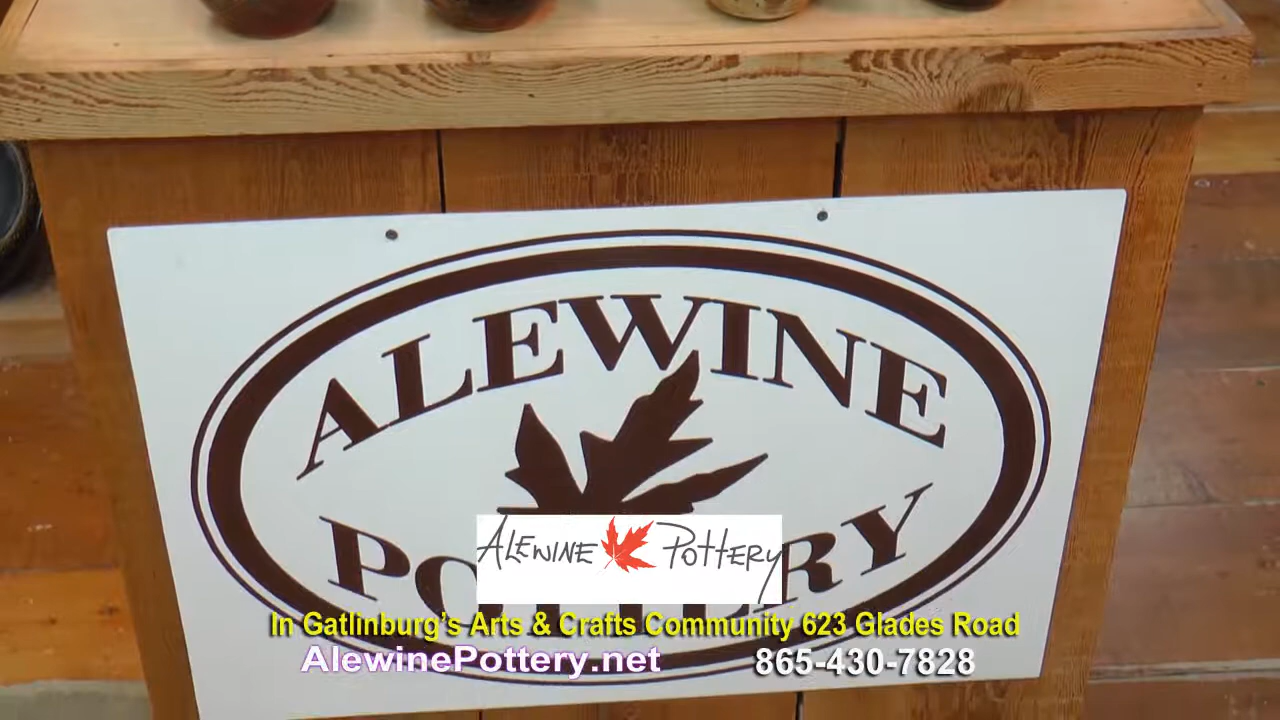 ALEWINE
POTTERY
ALEWINE POTTERY
In Gatlinburg's Arts & Crafts Community 623 Glades Road
AlewinePottery.net 865-430-7828